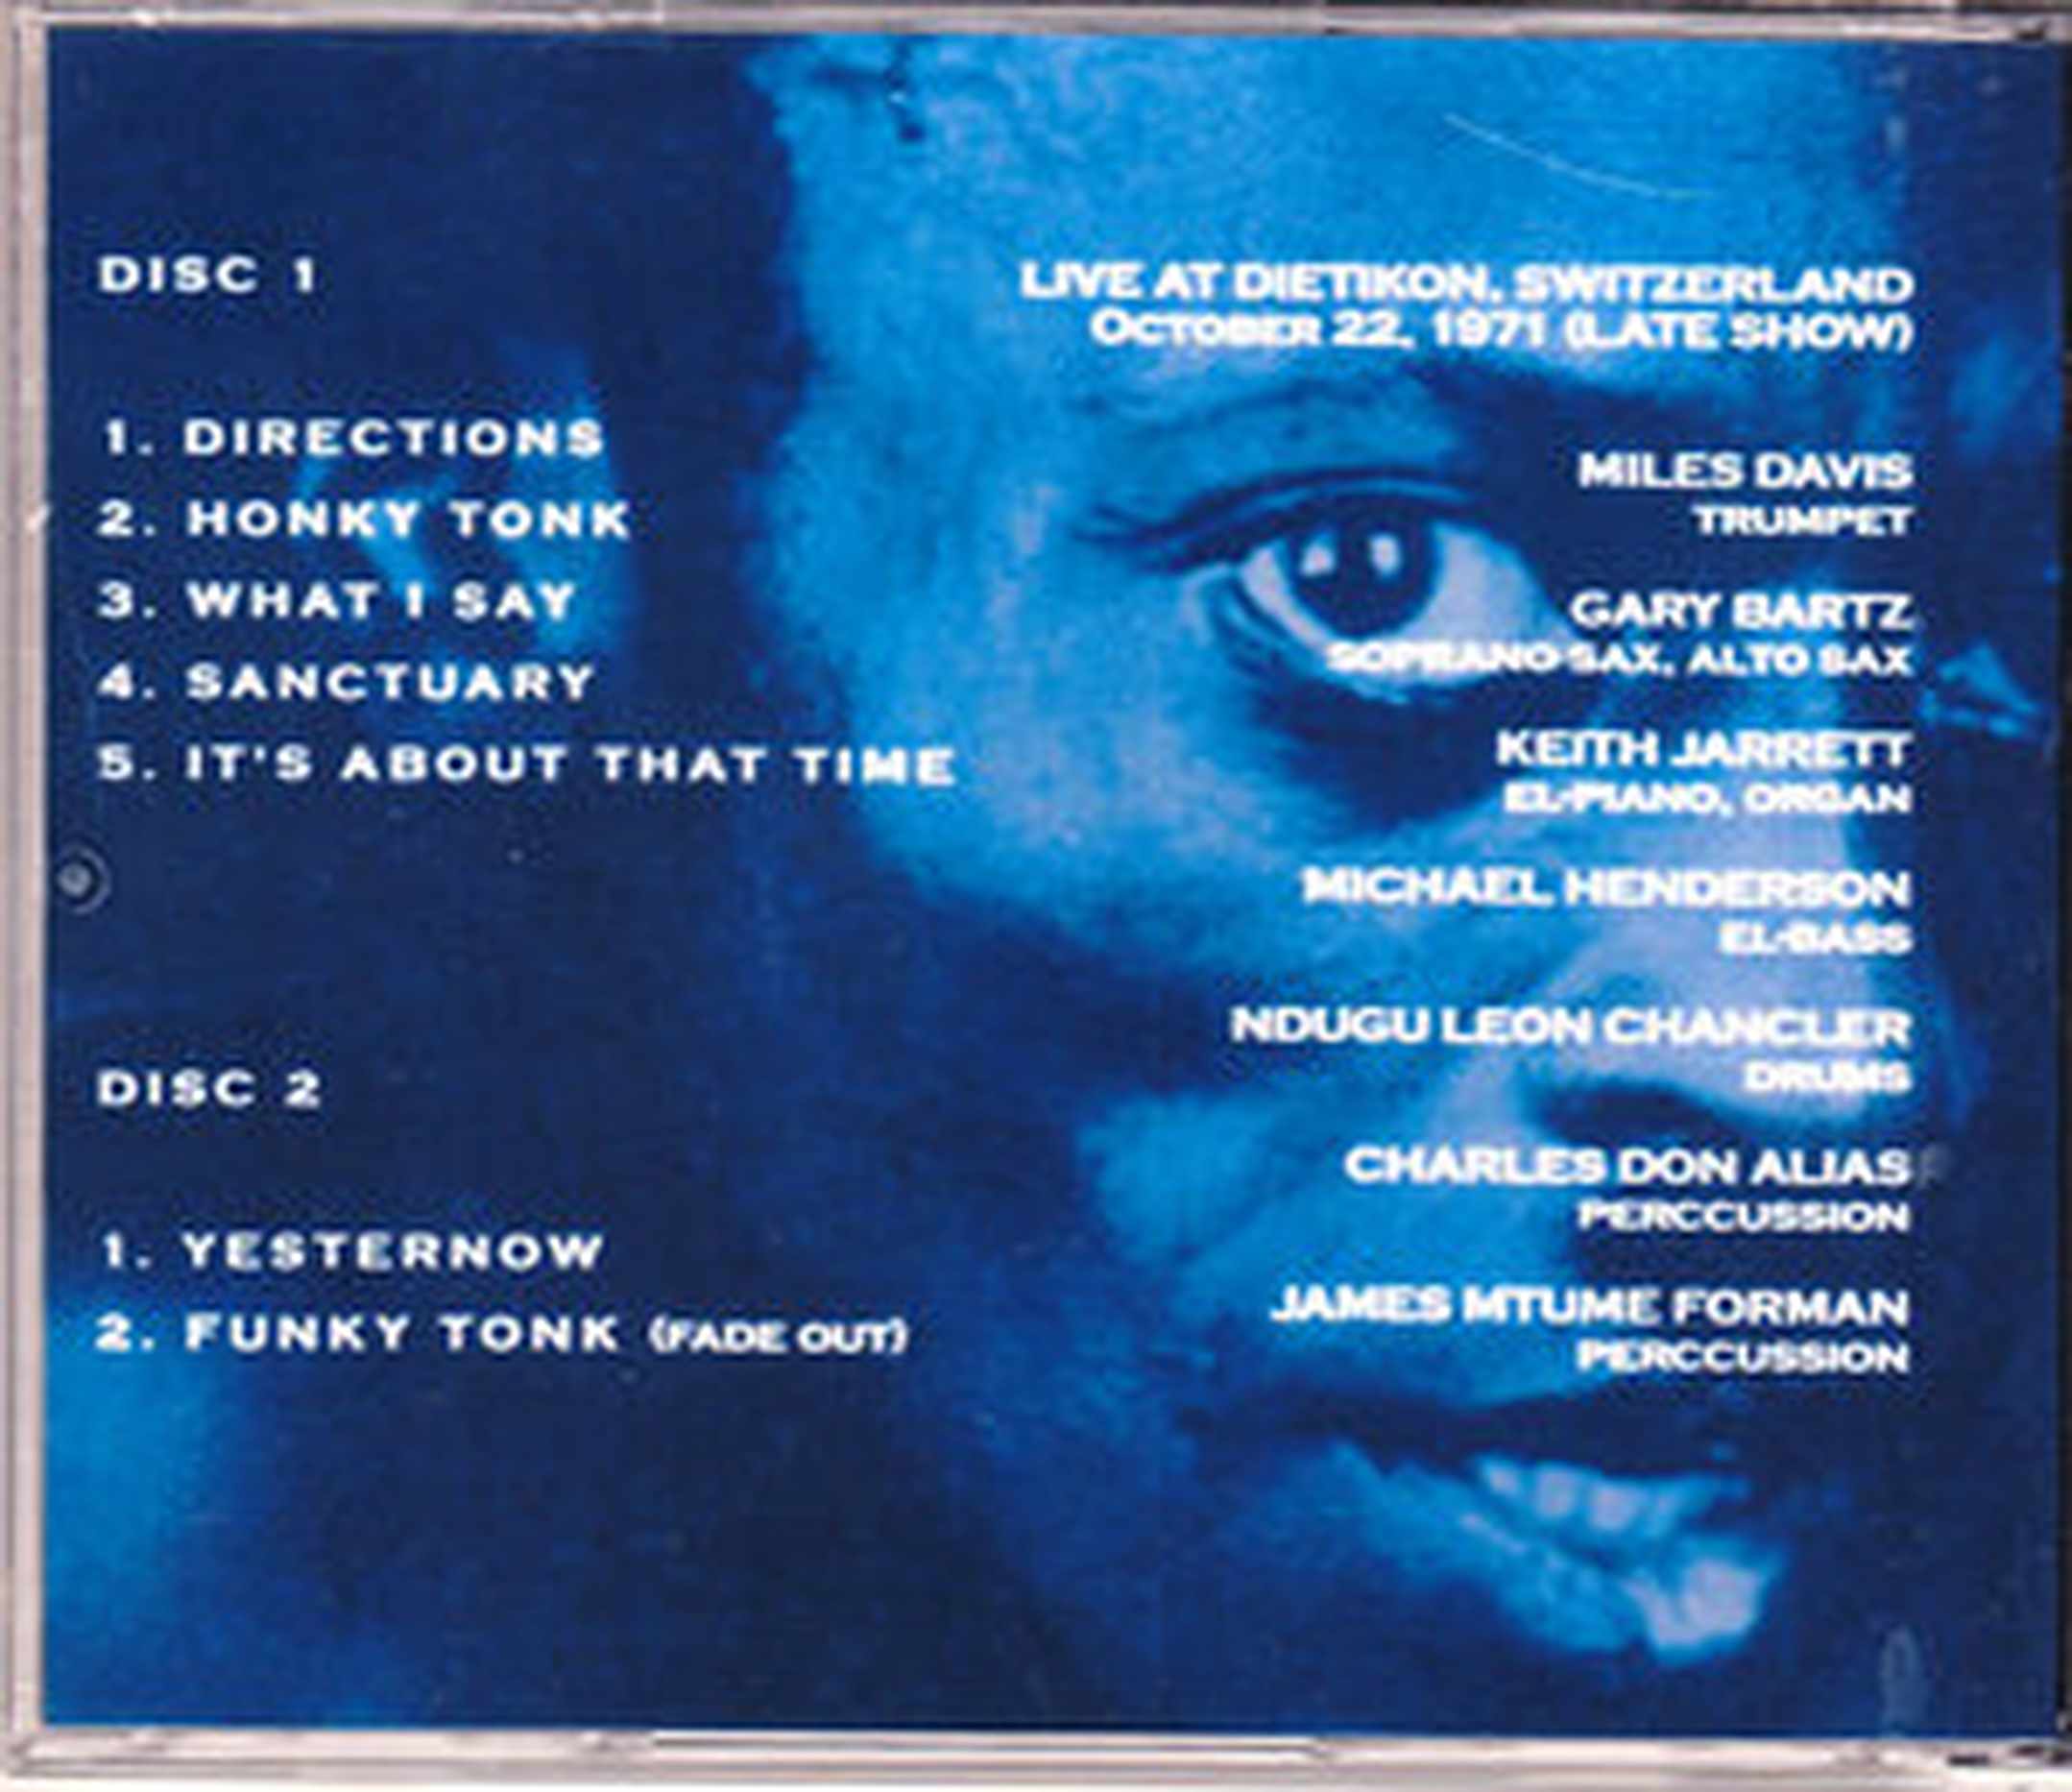 DISC 1
1. DIRECTIONS
2. HONKY TONK
3. WHAT I SAY
4. SANCTUARY
5. IT'S ABOUT THAT TIME
DISC 2
1. YESTERNOW
2. FUNKY TONK (FADE OUT)
LIVE AT DIETIKON, SWITZERLAND
OCTOBER 22, 1971 (LATE SHOW)
MILES DAVIS
TRUMPET
GARY BARTZ
SOPRANO SAX, ALTO SAX
KEITH JARRETT
EL-PIANO, ORGAN
MICHAEL HENDERSON
EL-BASS
NDUGU LEON CHANCLER
DRUMS
CHARLES DON ALIAS
PERCCUSSION
JAMES MTUME FORMAN
PERCCUSSION